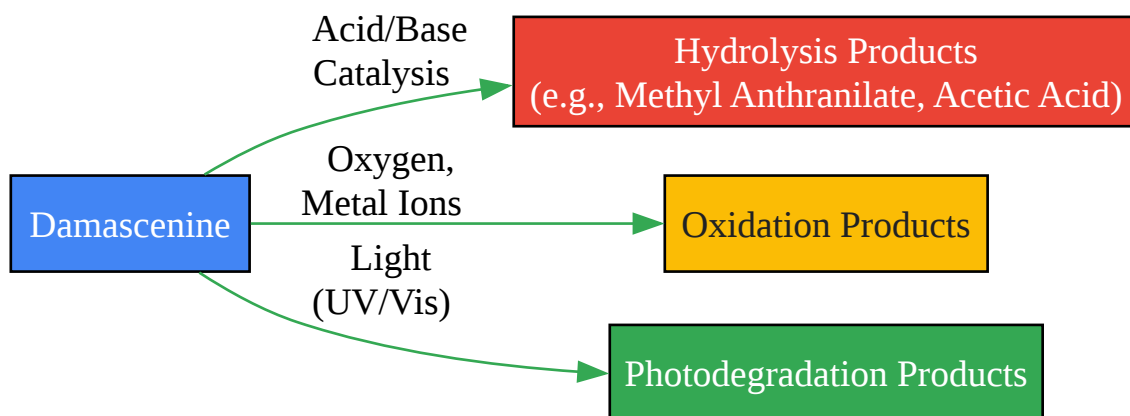 Acid/Base
Catalysis
Hydrolysis Products
(e.g., Methyl Anthranilate, Acetic Acid)
Damascenine
Oxygen,
Metal Ions
Oxidation Products
Light
(UV/Vis)
Photodegradation Products